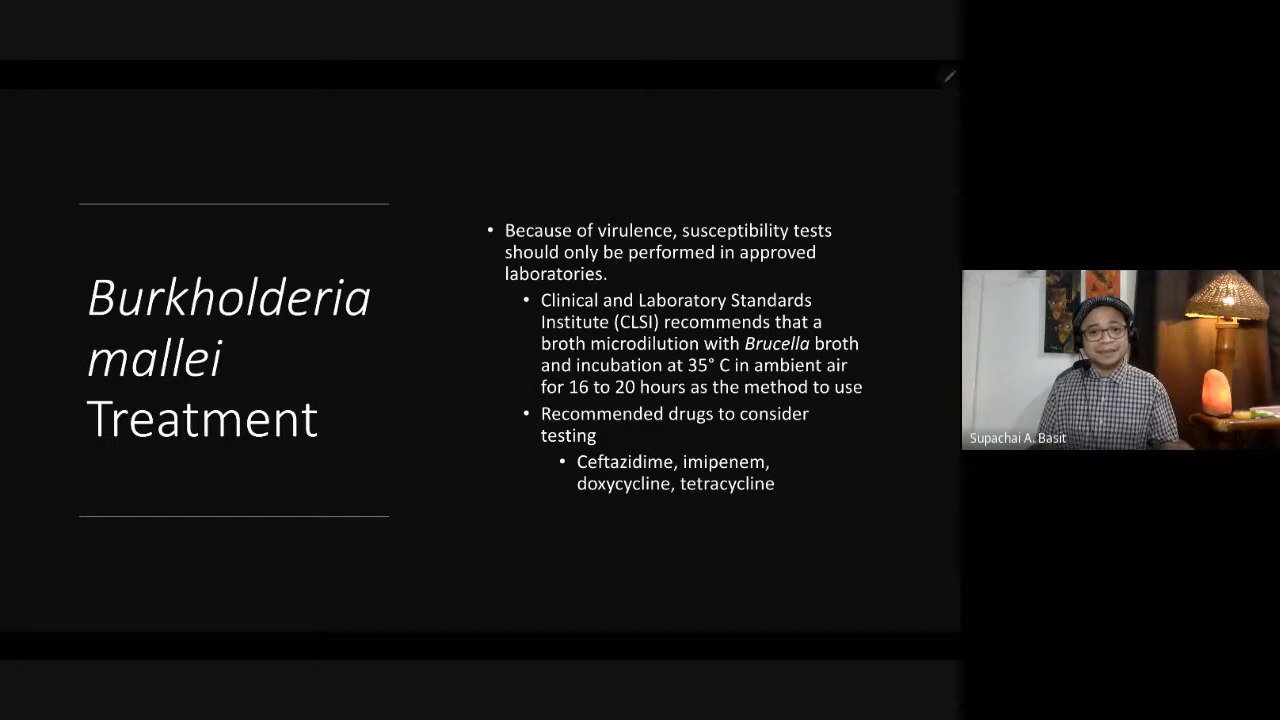 Burkholderia
mallei
Treatment
• Because of virulence, susceptibility tests
should only be performed in approved
laboratories.
• Clinical and Laboratory Standards
Institute (CLSI) recommends that a
broth microdilution with Brucella broth
and incubation at 35° C in ambient air
for 16 to 20 hours as the method to use
• Recommended drugs to consider
testing
• Ceftazidime, imipenem,
doxycycline, tetracycline
Supachai A. Basit